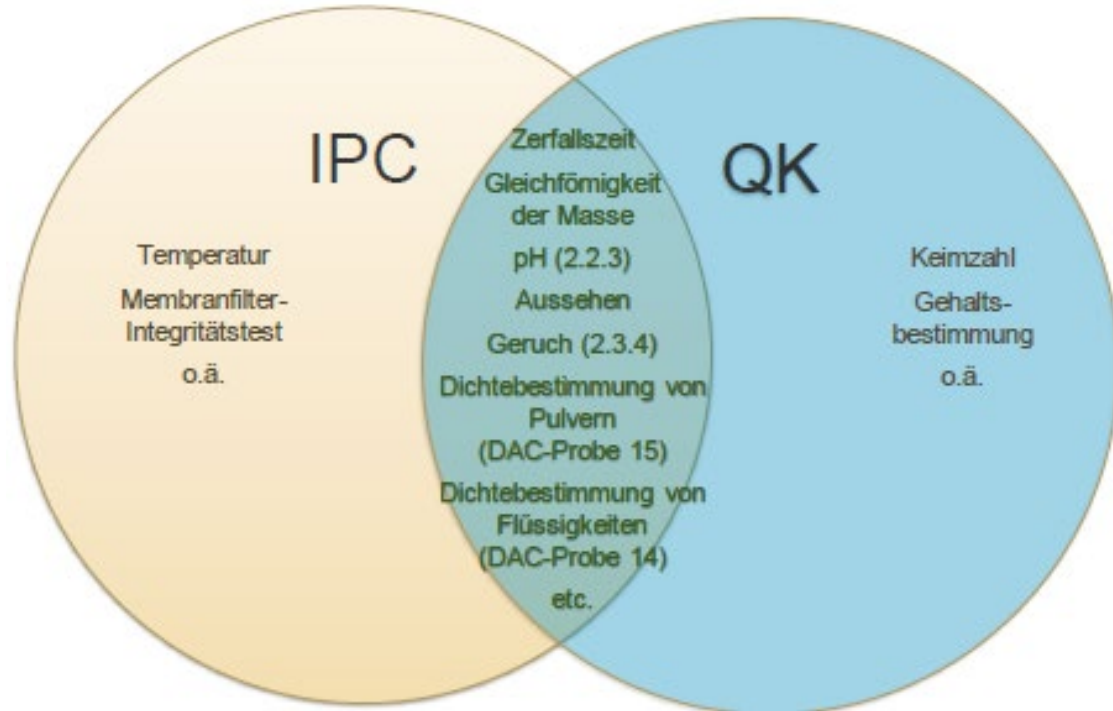 IPC
Temperatur
Membranfilter-
Integritätstest
o.ä.
Zerfallszeit
Gleichfömigkeit
der Masse
pH (2.2.3)
Aussehen
Geruch (2.3.4)
Dichtebestimmung von
Pulvern
(DAC-Probe 15)
Dichtebestimmung von
Flüssigkeiten
(DAC-Probe 14)
etc.
QK
Keimzahl
Gehalts-
bestimmung
o.ä.